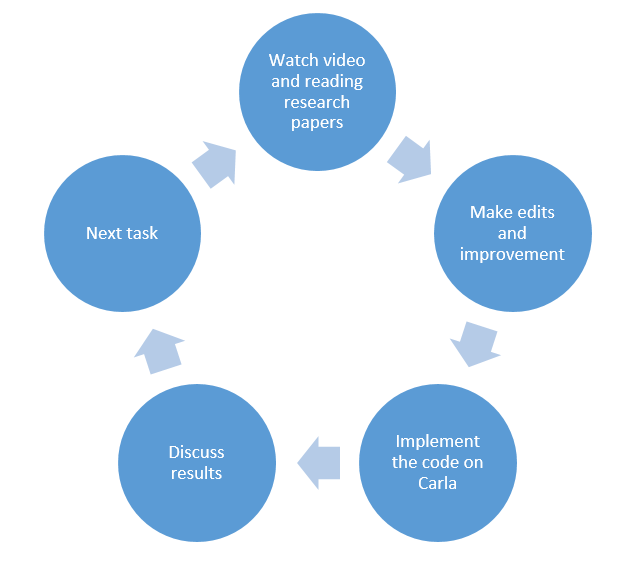 Watch video
and reading
research
papers
Make edits
and
improvement
Implement
the code on
Carla
Discuss
results
Next task